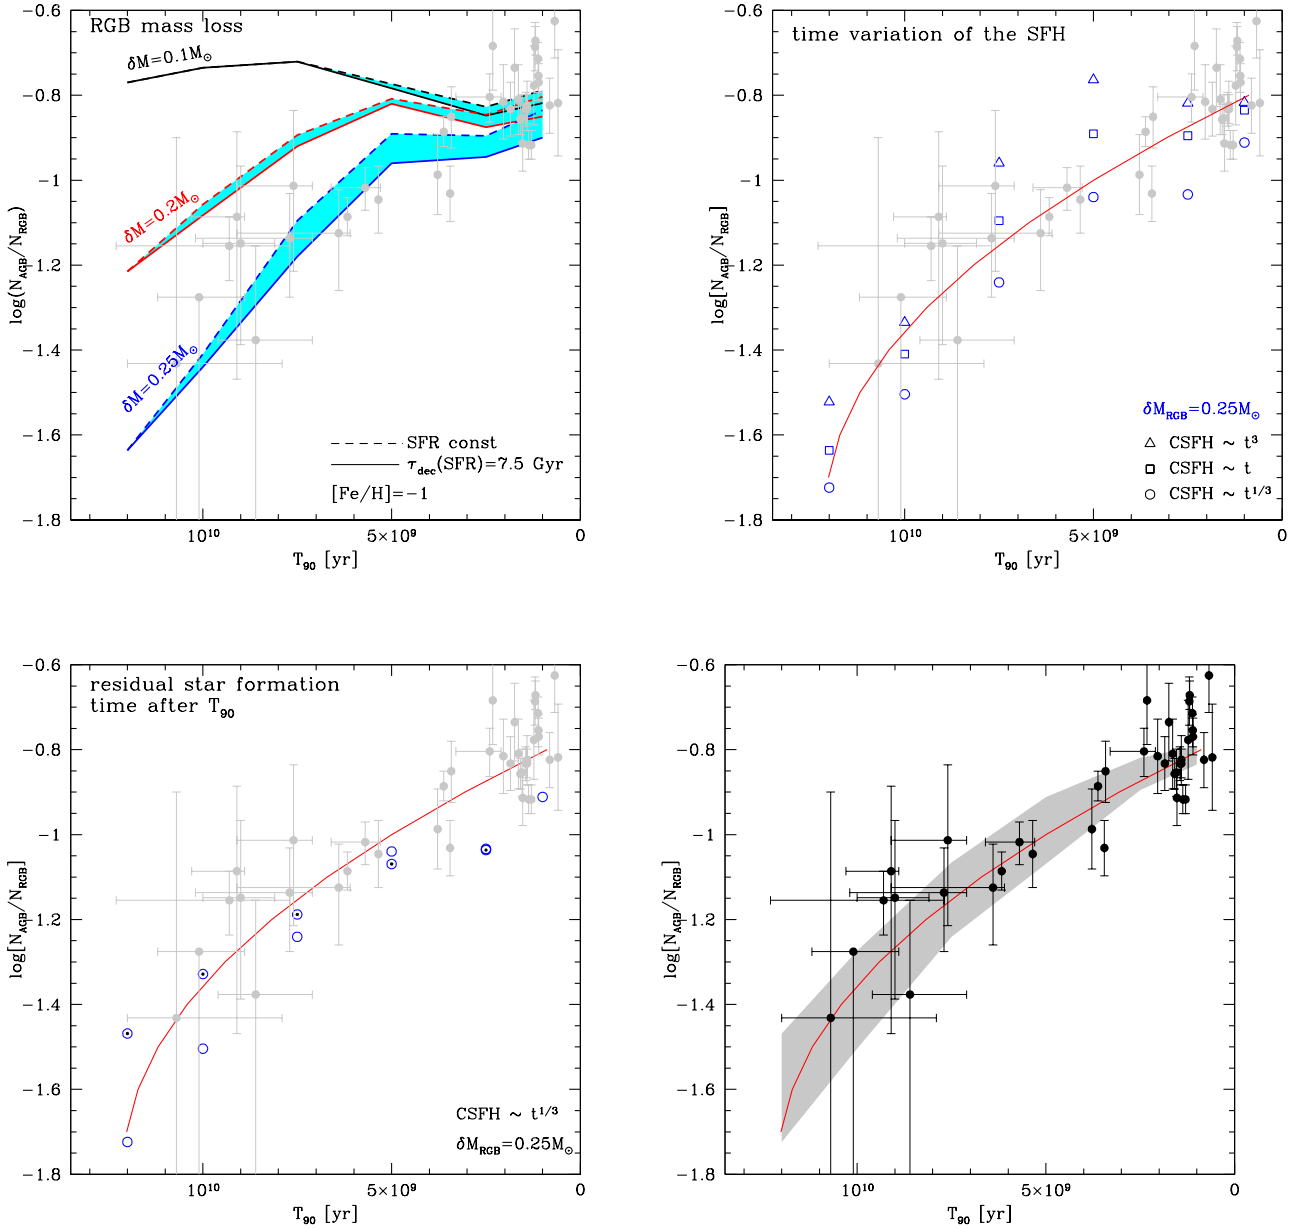 RGB mass loss
δM=0.1M☉
δM=0.2M☉
δM=0.25M☉
SFR const
τdec(SFR)=7.5 Gyr
[Fe/H]=−1
log(NAGB/NRGB)
−0.6
−0.8
−1
−1.2
−1.4
−1.6
−1.8
10¹⁰
5×10⁹
0
T90 [yr]
time variation of the SFH
δMRGB=0.25M☉
CSFH ~ t³
CSFH ~ t
CSFH ~ t¹/³
log[NAGB/NRGB]
−0.6
−0.8
−1
−1.2
−1.4
−1.6
−1.8
10¹⁰
5×10⁹
0
T90 [yr]
residual star formation
time after T90
CSFH ~ t¹/³
δMRGB=0.25M☉
log[NAGB/NRGB]
−0.6
−0.8
−1
−1.2
−1.4
−1.6
−1.8
10¹⁰
5×10⁹
0
T90 [yr]
log[NAGB/NRGB]
−0.6
−0.8
−1
−1.2
−1.4
−1.6
−1.8
10¹⁰
5×10⁹
0
T90 [yr]